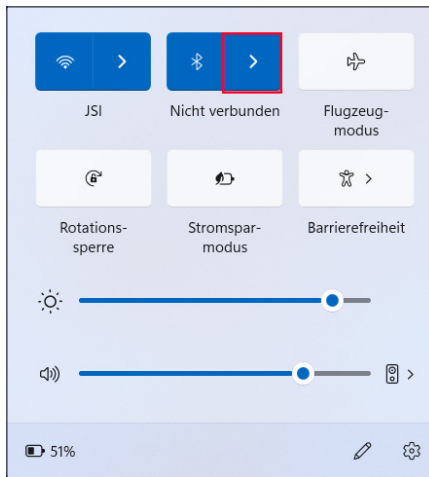 JSI
Nicht verbunden
Flugzeug-
modus
Rotations-
sperre
Stromspar-
modus
Barrierefreiheit
51%